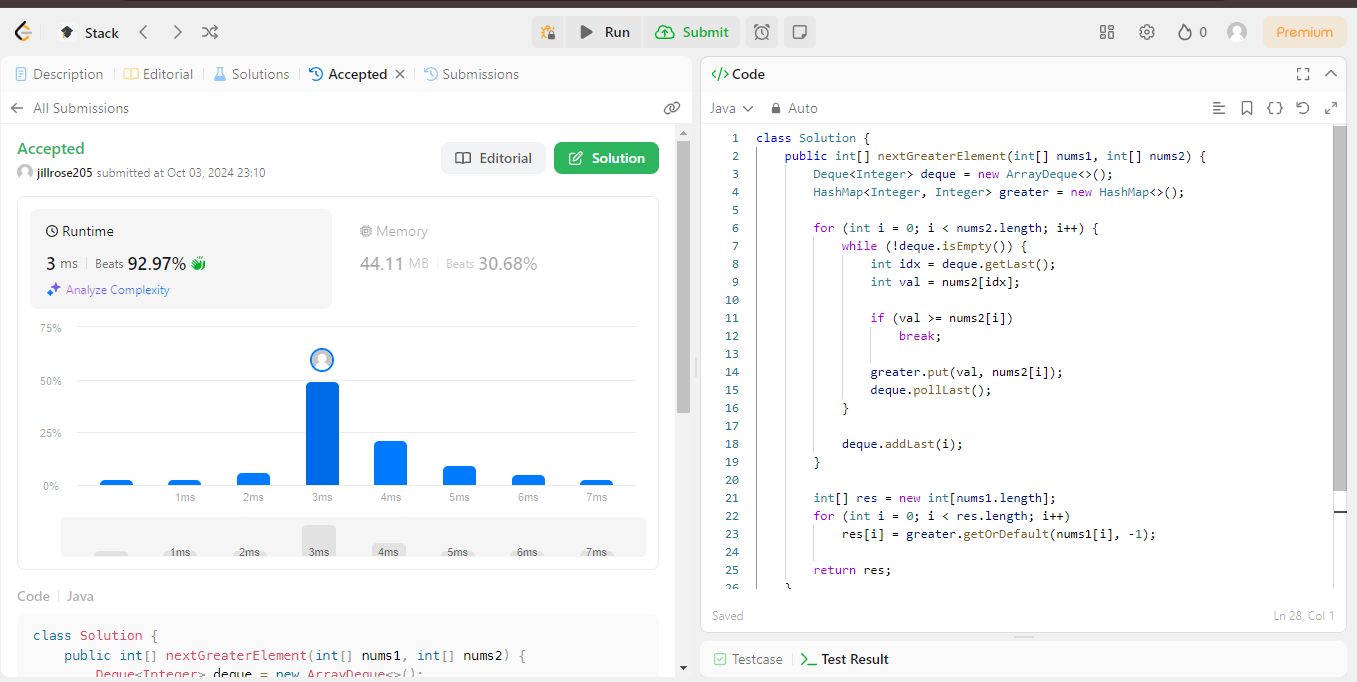 Stack
Run
Submit
0
Premium
Description
Editorial
Solutions
Accepted
Submissions
All Submissions
Accepted
jillrose205 submitted at Oct 03, 2024 23:10
Editorial
Solution
Runtime
3 ms
Beats 92.97%
Analyze Complexity
Memory
44.11 MB
Beats 30.68%
75%
50%
25%
0%
1ms 2ms 3ms 4ms 5ms 6ms 7ms
1ms 2ms 3ms 4ms 5ms 6ms 7ms
Code
Java
class Solution {
    public int[] nextGreaterElement(int[] nums1, int[] nums2) {
        Deque<Integer> deque = new ArrayDeque<>();
</> Code
Java
Auto
1 class Solution {
2     public int[] nextGreaterElement(int[] nums1, int[] nums2) {
3         Deque<Integer> deque = new ArrayDeque<>();
4         HashMap<Integer, Integer> greater = new HashMap<>();
5
6         for (int i = 0; i < nums2.length; i++) {
7             while (!deque.isEmpty()) {
8                 int idx = deque.getLast();
9                 int val = nums2[idx];
10
11                 if (val >= nums2[i])
12                     break;
13
14                 greater.put(val, nums2[i]);
15                 deque.pollLast();
16             }
17
18             deque.addLast(i);
19         }
20
21         int[] res = new int[nums1.length];
22         for (int i = 0; i < res.length; i++)
23             res[i] = greater.getOrDefault(nums1[i], -1);
24
25         return res;
26     }
Saved
Ln 28, Col 1
Testcase
Test Result